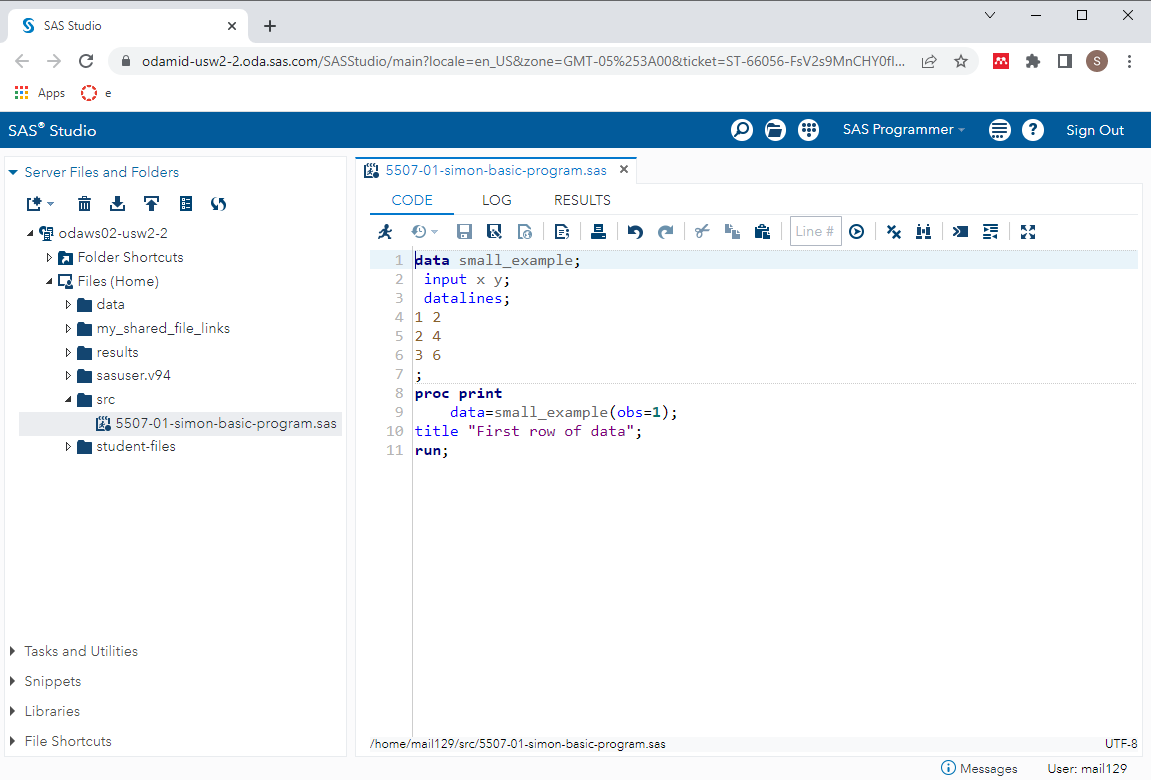 SAS Studio
odamid-usw2-2.oda.sas.com/SASStudio/main?locale=en_US&zone=GMT-05%253A00&ticket=ST-66056-FsV2s9MnCHY0fl...
S
Apps
e
SAS® Studio
SAS Programmer
?
Sign Out
Server Files and Folders
odaws02-usw2-2
Folder Shortcuts
Files (Home)
data
my_shared_file_links
results
sasuser.v94
src
5507-01-simon-basic-program.sas
student-files
Tasks and Utilities
Snippets
Libraries
File Shortcuts
5507-01-simon-basic-program.sas
CODE LOG RESULTS
Line #
1 data small_example;
2  input x y;
3  datalines;
4 1 2
5 2 4
6 3 6
7 ;
8 proc print
9     data=small_example(obs=1);
10 title "First row of data";
11 run;
/home/mail129/src/5507-01-simon-basic-program.sas UTF-8
Messages User: mail129